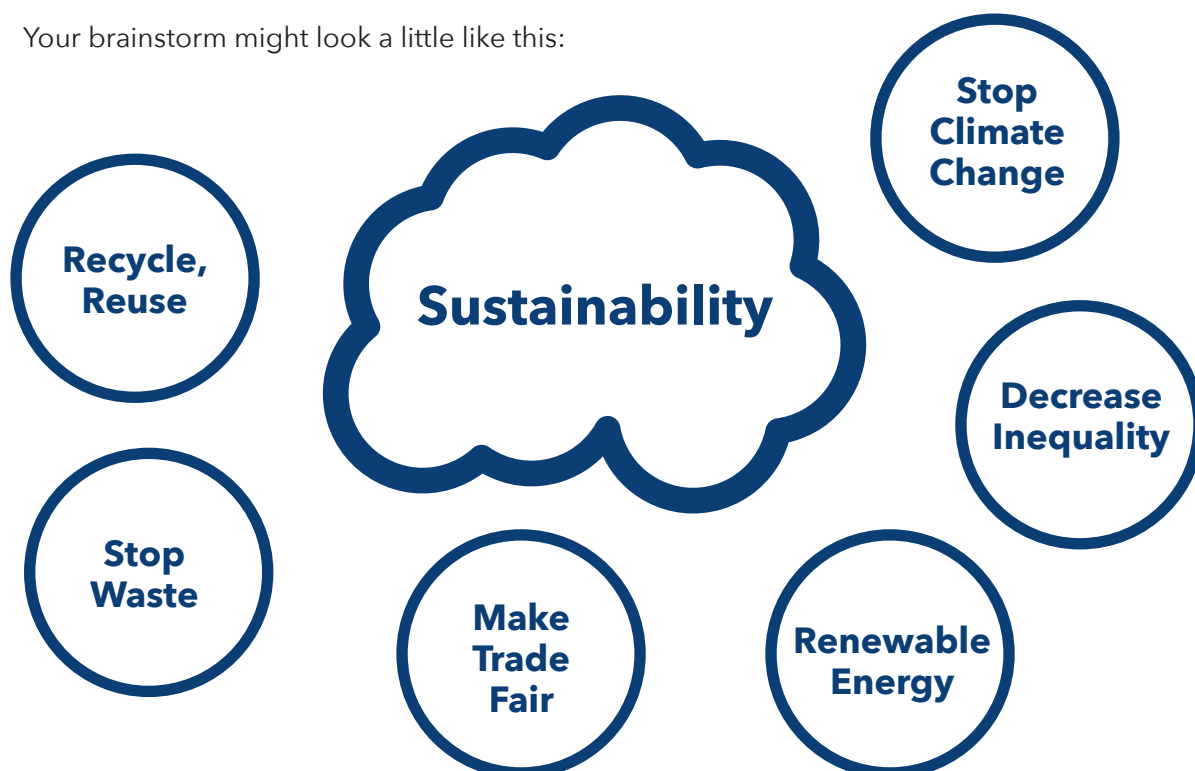 Your brainstorm might look a little like this:
Stop
Climate
Change
Recycle,
Reuse
Sustainability
Decrease
Inequality
Stop
Waste
Make
Trade
Fair
Renewable
Energy